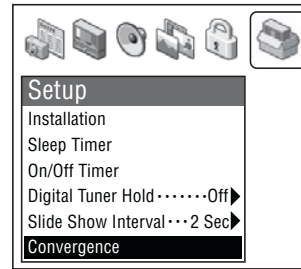 Setup
Installation
Sleep Timer
On/Off Timer
Digital Tuner Hold·······Off
Slide Show Interval···2 Sec
Convergence